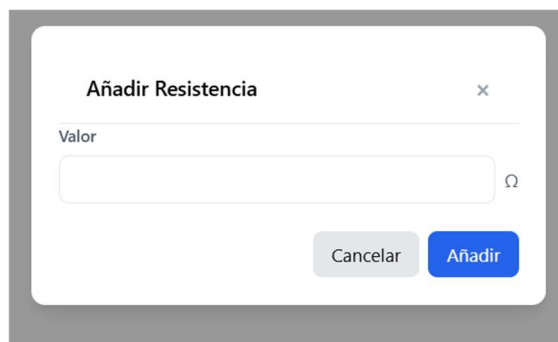 Añadir Resistencia ×
Valor
Ω
Cancelar Añadir